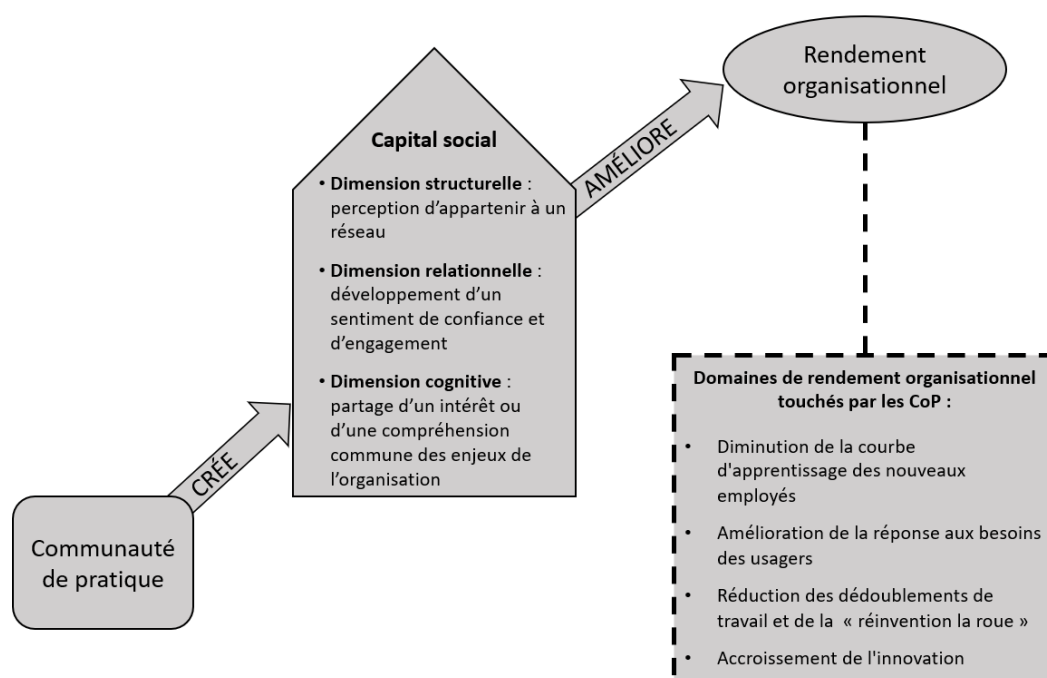 Rendement
organisationnel
AMÉLIORE
Capital social
• Dimension structurelle :
perception d’appartenir à un
réseau
• Dimension relationnelle :
développement d’un
sentiment de confiance et
d’engagement
• Dimension cognitive :
partage d’un intérêt ou
d’une compréhension
commune des enjeux de
l’organisation
CRÉE
Communauté
de pratique
Domaines de rendement organisationnel
touchés par les CoP :
• Diminution de la courbe
d'apprentissage des nouveaux
employés
• Amélioration de la réponse aux besoins
des usagers
• Réduction des dédoublements de
travail et de la « réinvention la roue »
• Accroissement de l'innovation